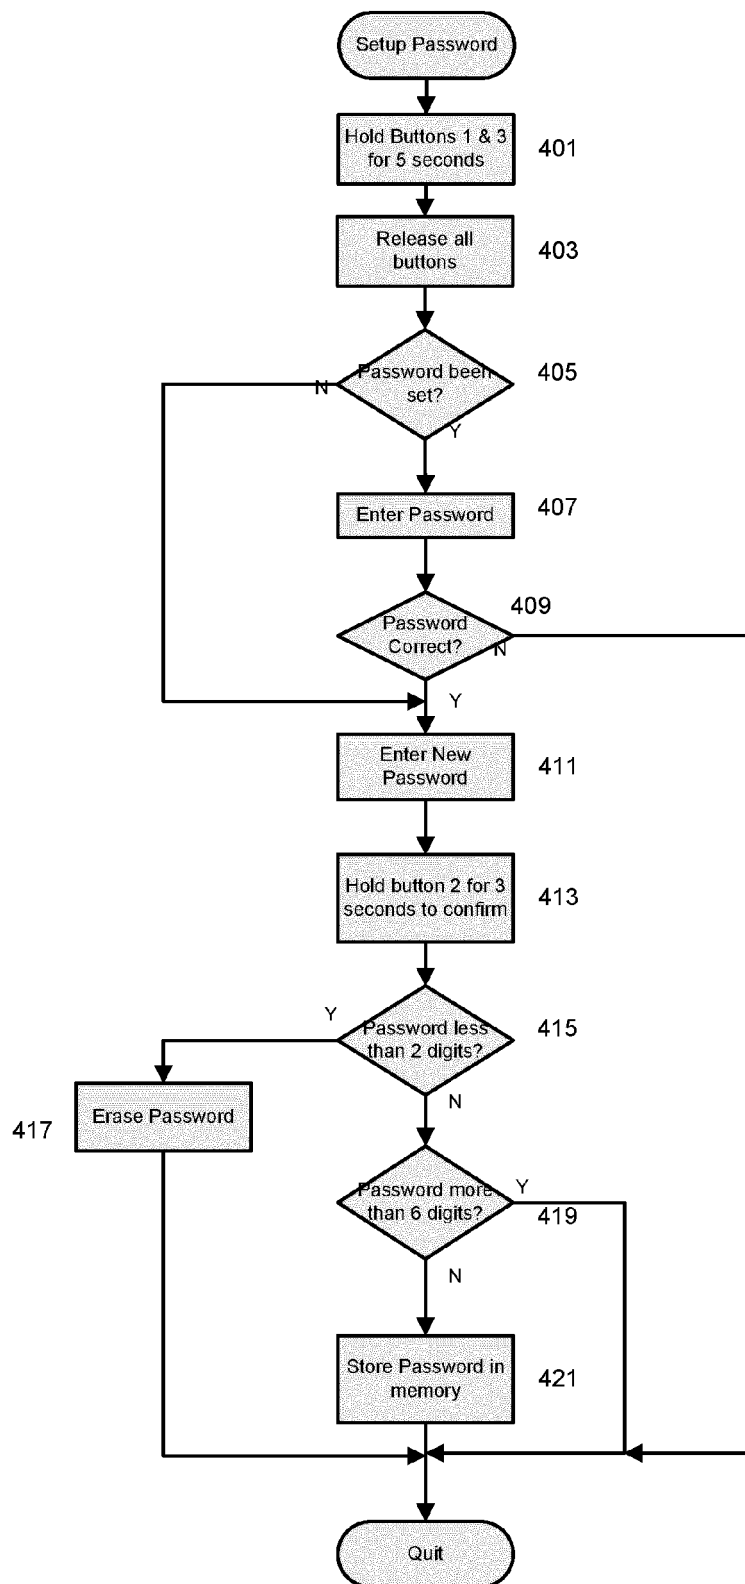 Setup Password
Hold Buttons 1 & 3
for 5 seconds
401
Release all
buttons
403
Password been
set?
405
N
Y
Enter Password
407
409
Password
Correct?
N
Y
Enter New
Password
411
Hold button 2 for 3
seconds to confirm
413
Y
Password less
than 2 digits?
415
Erase Password
417
N
Password more
than 6 digits?
Y
419
N
Store Password in
memory
421
Quit